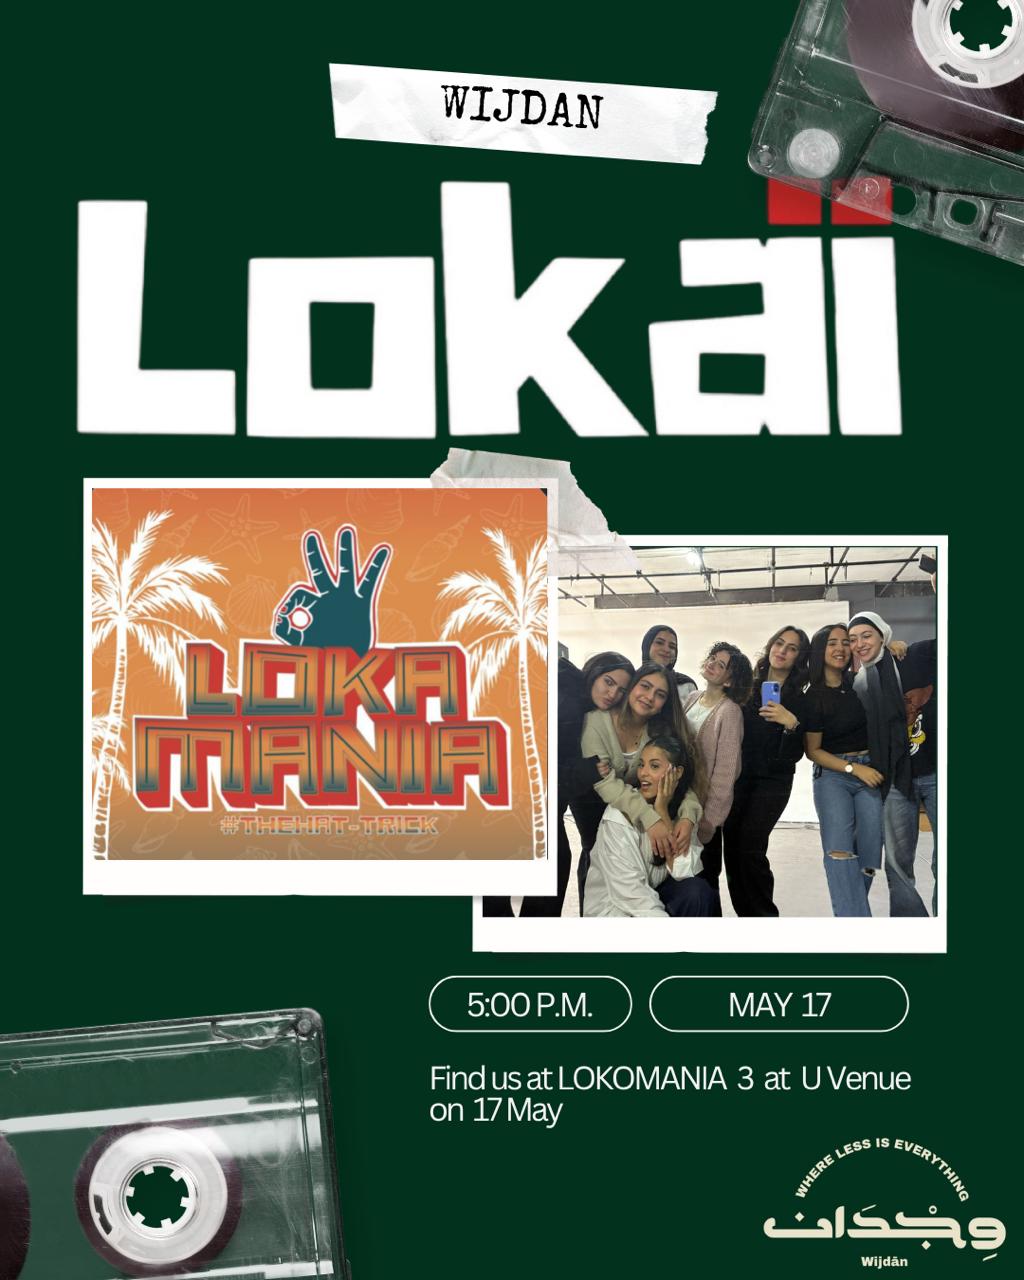 WIJDAN
Lokaï
LOKA
MANIA
#THEHAT-TRICK
5:00 P.M.
MAY 17
Find us at LOKOMANIA 3 at U Venue
on 17 May
WHERE LESS IS EVERYTHING
وِجْدَان
Wijdān